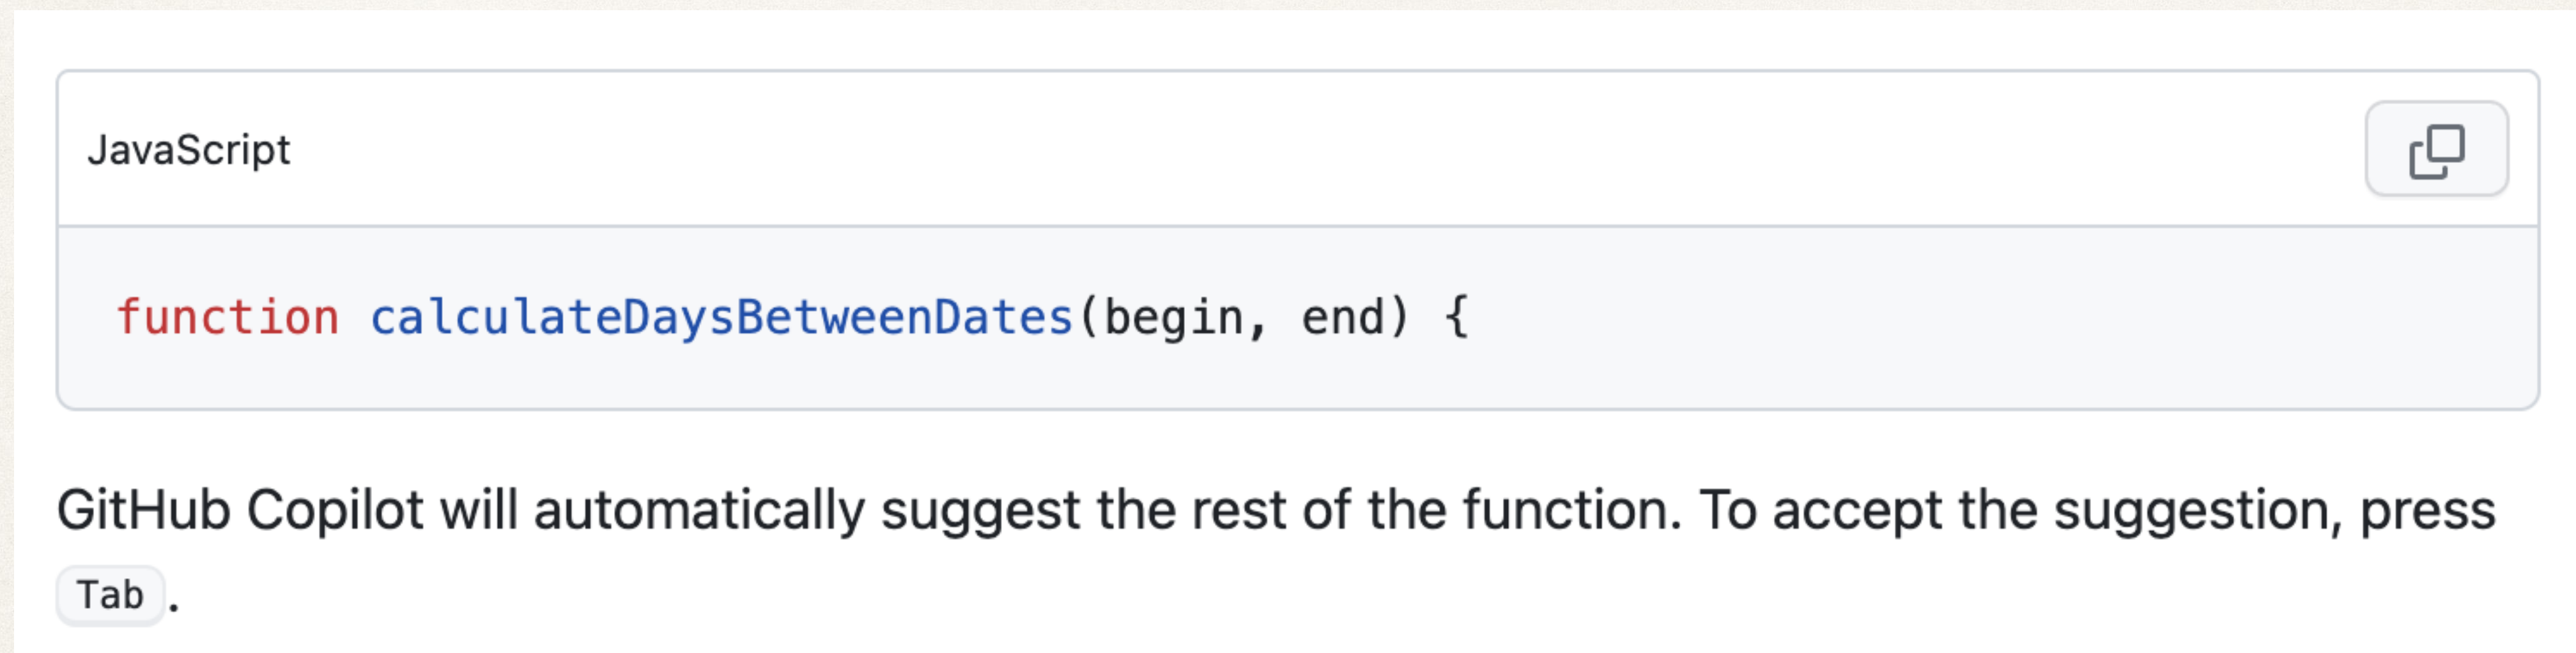 JavaScript
function calculateDaysBetweenDates(begin, end) {
GitHub Copilot will automatically suggest the rest of the function. To accept the suggestion, press
Tab.